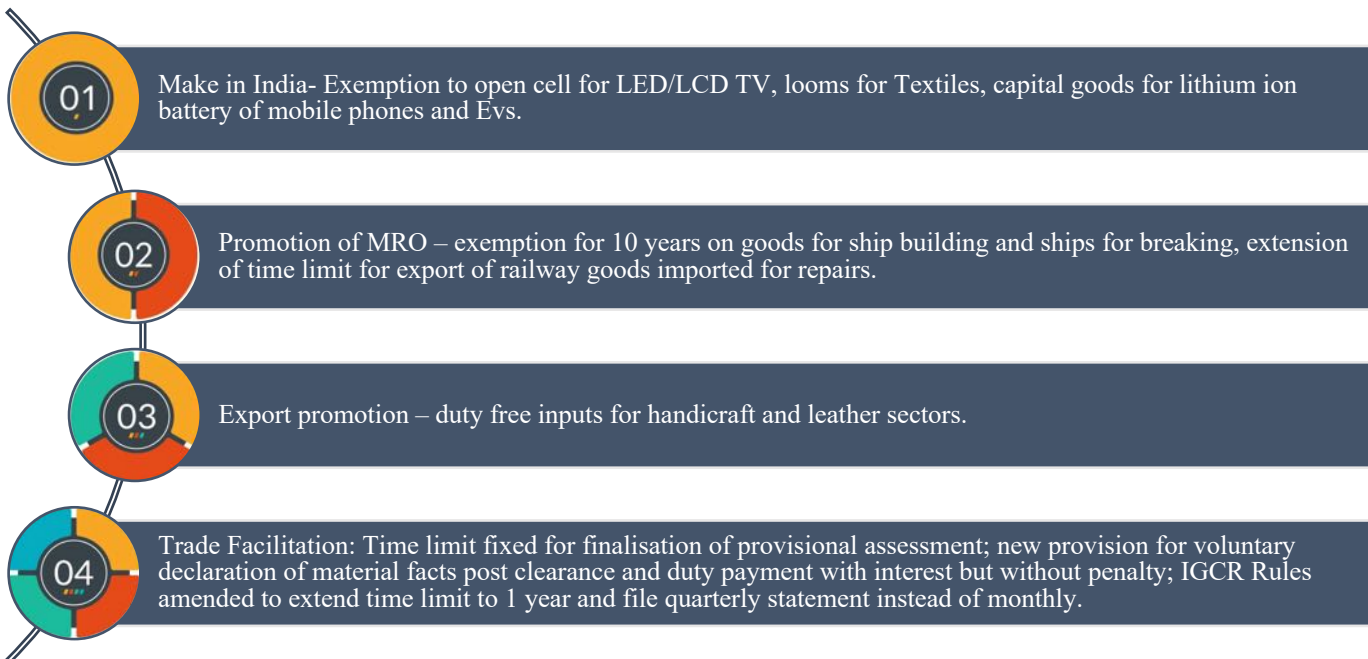 01
Make in India- Exemption to open cell for LED/LCD TV, looms for Textiles, capital goods for lithium ion
battery of mobile phones and Evs.
02
Promotion of MRO – exemption for 10 years on goods for ship building and ships for breaking, extension
of time limit for export of railway goods imported for repairs.
03
Export promotion – duty free inputs for handicraft and leather sectors.
04
Trade Facilitation: Time limit fixed for finalisation of provisional assessment; new provision for voluntary
declaration of material facts post clearance and duty payment with interest but without penalty; IGCR Rules
amended to extend time limit to 1 year and file quarterly statement instead of monthly.